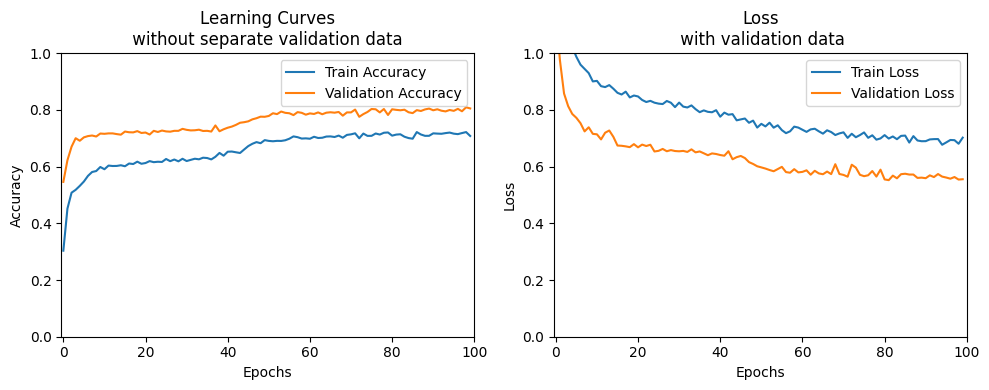 Learning Curves
without separate validation data
Train Accuracy
Validation Accuracy
Accuracy
1.0
0.8
0.6
0.4
0.2
0.0
0 20 40 60 80 100
Epochs
Loss
with validation data
Train Loss
Validation Loss
Loss
1.0
0.8
0.6
0.4
0.2
0.0
0 20 40 60 80 100
Epochs